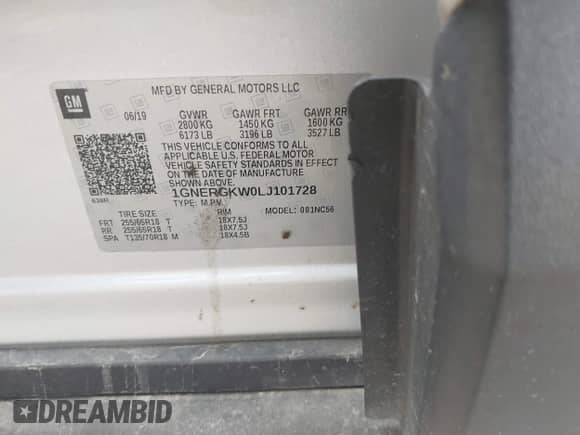 MFD BY GENERAL MOTORS LLC
GM
06/19 GVWR GAWR FRT GAWR RR
2800 KG 1450 KG 1600 KG
6173 LB 3196 LB 3527 LB
THIS VEHICLE CONFORMS TO ALL
APPLICABLE U.S. FEDERAL MOTOR
VEHICLE SAFETY STANDARDS IN EFFECT
ON THE DATE OF MANUFACTURE
SHOWN ABOVE.
1GNERGKW0LJ101728
TYPE: M.P.V.
TIRE SIZE RIM MODEL: 001NC56
FRT 255/65R18 T 18X7.5J
RR 255/65R18 T 18X7.5J
SPA T135/70R18 M 18X4.5B
DREAMBID